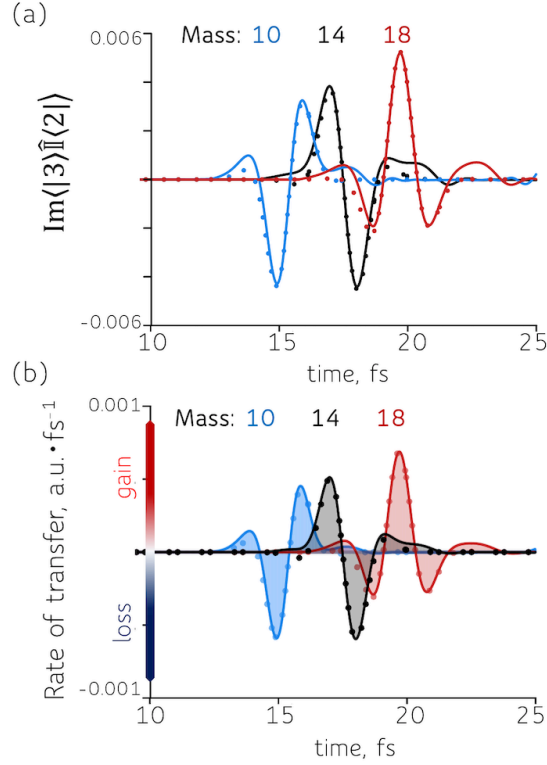 (a)
0.006
Mass: 10 14 18
Im⟨|3⟩𝕀̂⟨2|⟩
-0.006
10 15 20 25
time, fs
(b)
0.001
Mass: 10 14 18
Rate of transfer, a.u.•fs⁻¹
gain
loss
-0.001
10 15 20 25
time, fs